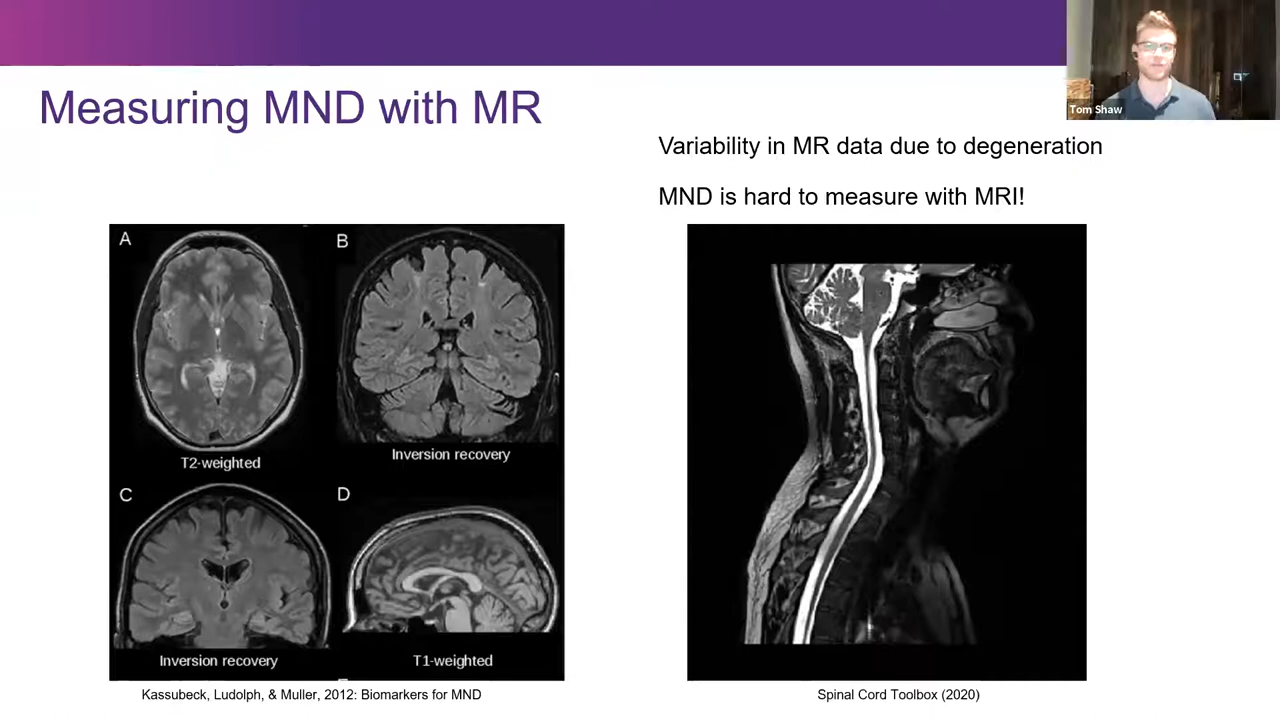 Tom Shaw
Measuring MND with MR
Variability in MR data due to degeneration
MND is hard to measure with MRI!
A
B
T2-weighted
Inversion recovery
C
D
Inversion recovery
T1-weighted
Kassubeck, Ludolph, & Muller, 2012: Biomarkers for MND
Spinal Cord Toolbox (2020)